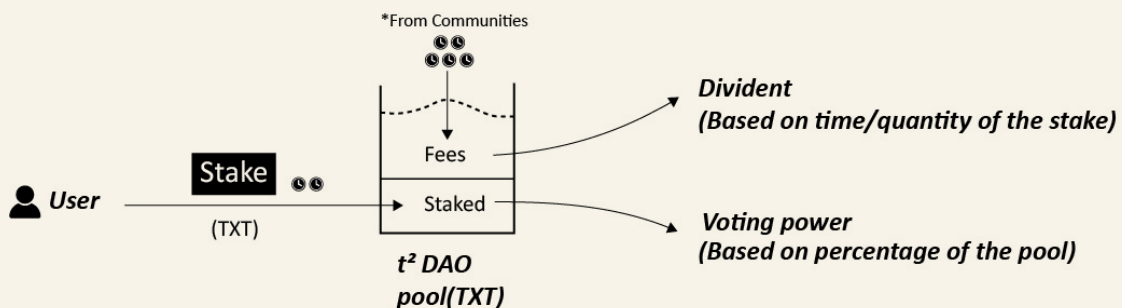 *From Communities
Divident
(Based on time/quantity of the stake)
Fees
Stake
User
Staked
(TXT)
Voting power
(Based on percentage of the pool)
t² DAO
pool(TXT)